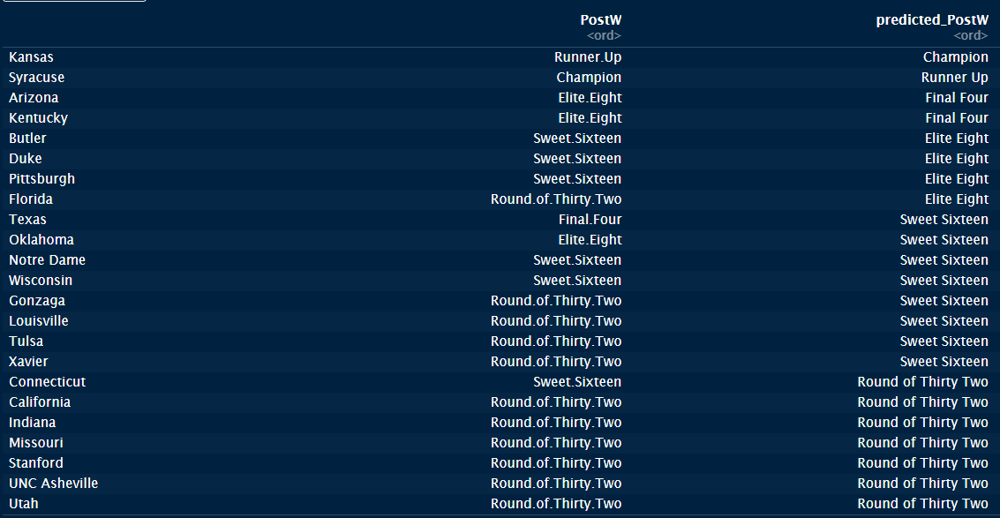 PostW predicted_PostW
<ord> <ord>
Kansas Runner.Up Champion
Syracuse Champion Runner Up
Arizona Elite.Eight Final Four
Kentucky Elite.Eight Final Four
Butler Sweet.Sixteen Elite Eight
Duke Sweet.Sixteen Elite Eight
Pittsburgh Sweet.Sixteen Elite Eight
Florida Round.of.Thirty.Two Elite Eight
Texas Final.Four Sweet Sixteen
Oklahoma Elite.Eight Sweet Sixteen
Notre Dame Sweet.Sixteen Sweet Sixteen
Wisconsin Sweet.Sixteen Sweet Sixteen
Gonzaga Round.of.Thirty.Two Sweet Sixteen
Louisville Round.of.Thirty.Two Sweet Sixteen
Tulsa Round.of.Thirty.Two Sweet Sixteen
Xavier Round.of.Thirty.Two Sweet Sixteen
Connecticut Sweet.Sixteen Round of Thirty Two
California Round.of.Thirty.Two Round of Thirty Two
Indiana Round.of.Thirty.Two Round of Thirty Two
Missouri Round.of.Thirty.Two Round of Thirty Two
Stanford Round.of.Thirty.Two Round of Thirty Two
UNC Asheville Round.of.Thirty.Two Round of Thirty Two
Utah Round.of.Thirty.Two Round of Thirty Two